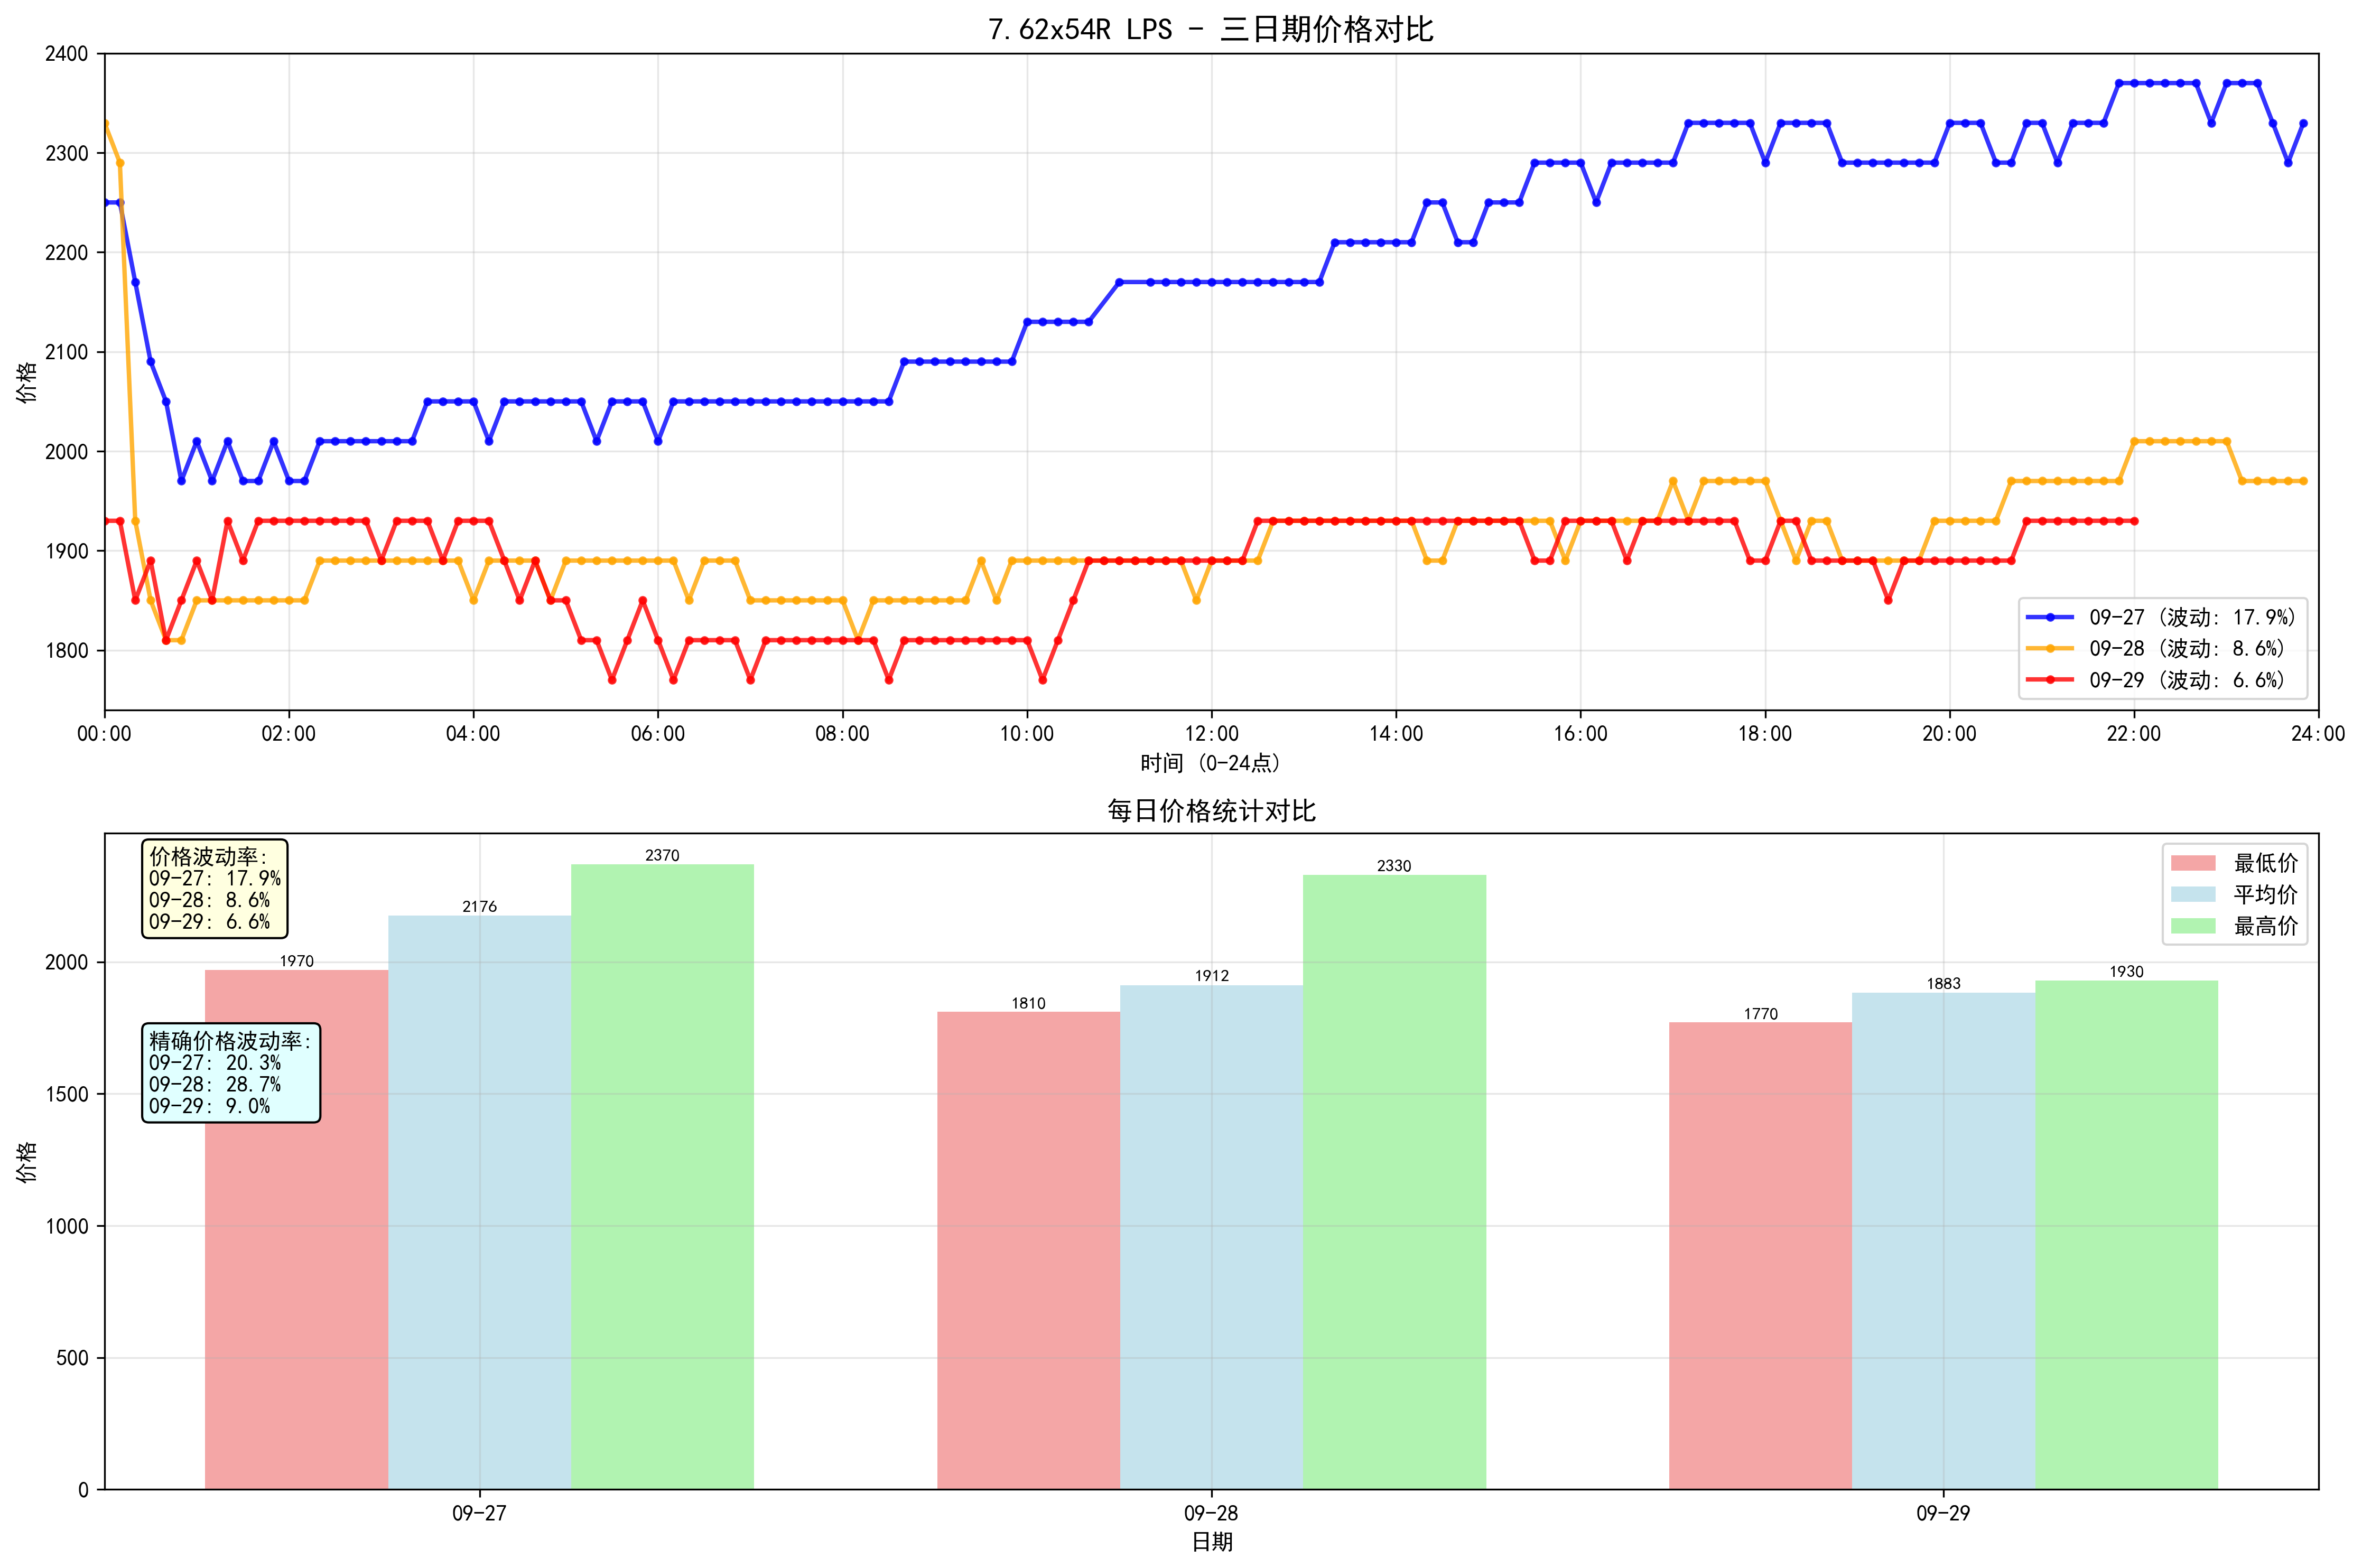 7.62x54R LPS - 三日期价格对比
价格
2400
2300
2200
2100
2000
1900
1800
09-27 (波动: 17.9%)
09-28 (波动: 8.6%)
09-29 (波动: 6.6%)
00:00 02:00 04:00 06:00 08:00 10:00 12:00 14:00 16:00 18:00 20:00 22:00 24:00
时间 (0-24点)
每日价格统计对比
价格
2000
1500
1000
500
0
价格波动率:
09-27: 17.9%
09-28: 8.6%
09-29: 6.6%
精确价格波动率:
09-27: 20.3%
09-28: 28.7%
09-29: 9.0%
1970 2176 2370
1810 1912 2330
1770 1883 1930
最低价
平均价
最高价
09-27 09-28 09-29
日期